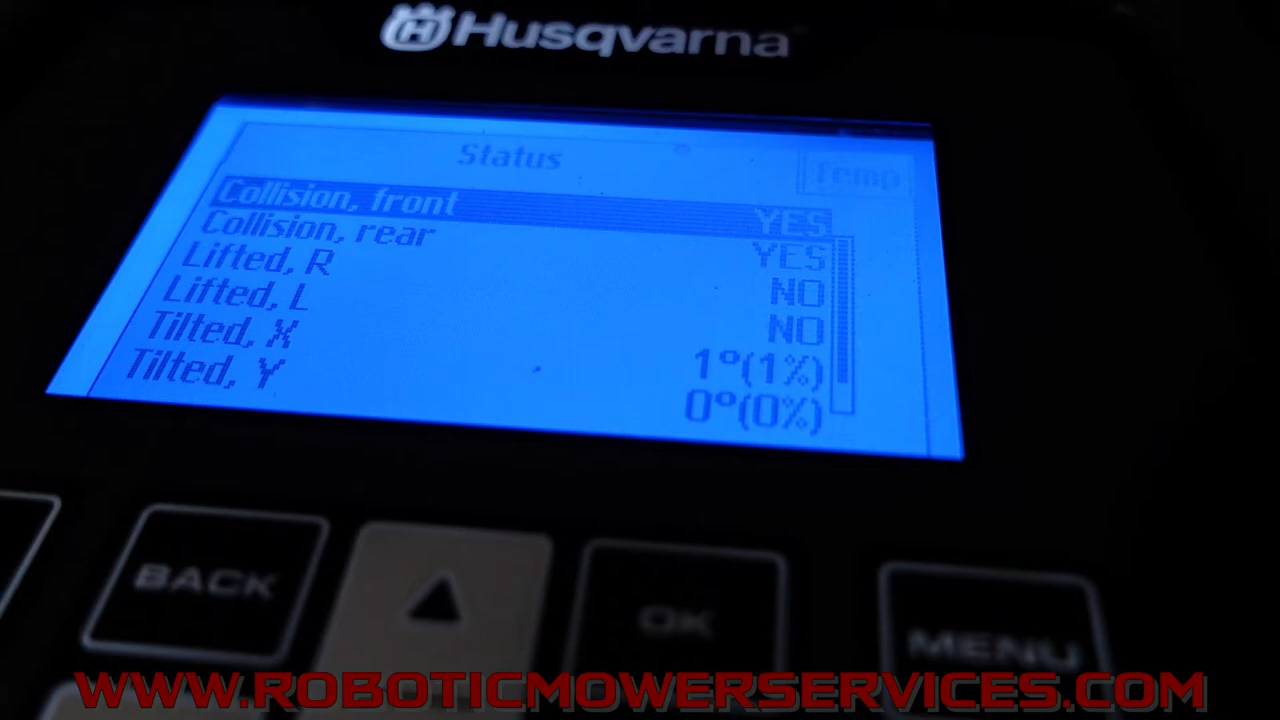 Husqvarna
Status
Temp
Collision, front YES
Collision, rear YES
Lifted, R NO
Lifted, L NO
Tilted, X 1°(1%)
Tilted, Y 0°(0%)
BACK
▲
OK
MENU
WWW.ROBOTICMOWERSERVICES.COM